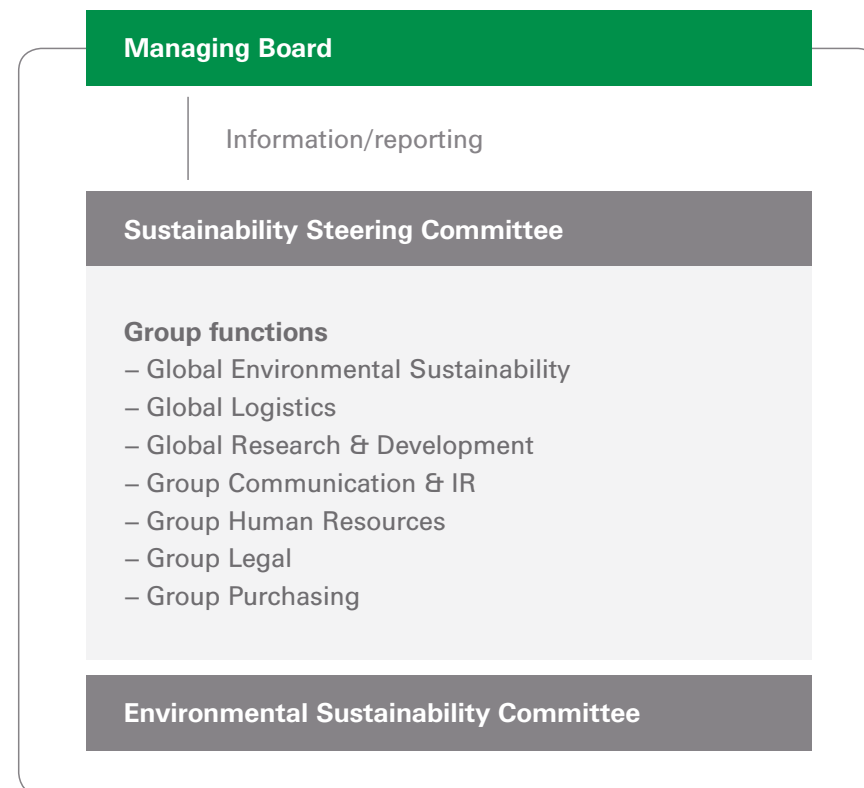 Managing Board
Information/reporting
Sustainability Steering Committee
Group functions
– Global Environmental Sustainability
– Global Logistics
– Global Research & Development
– Group Communication & IR
– Group Human Resources
– Group Legal
– Group Purchasing
Environmental Sustainability Committee